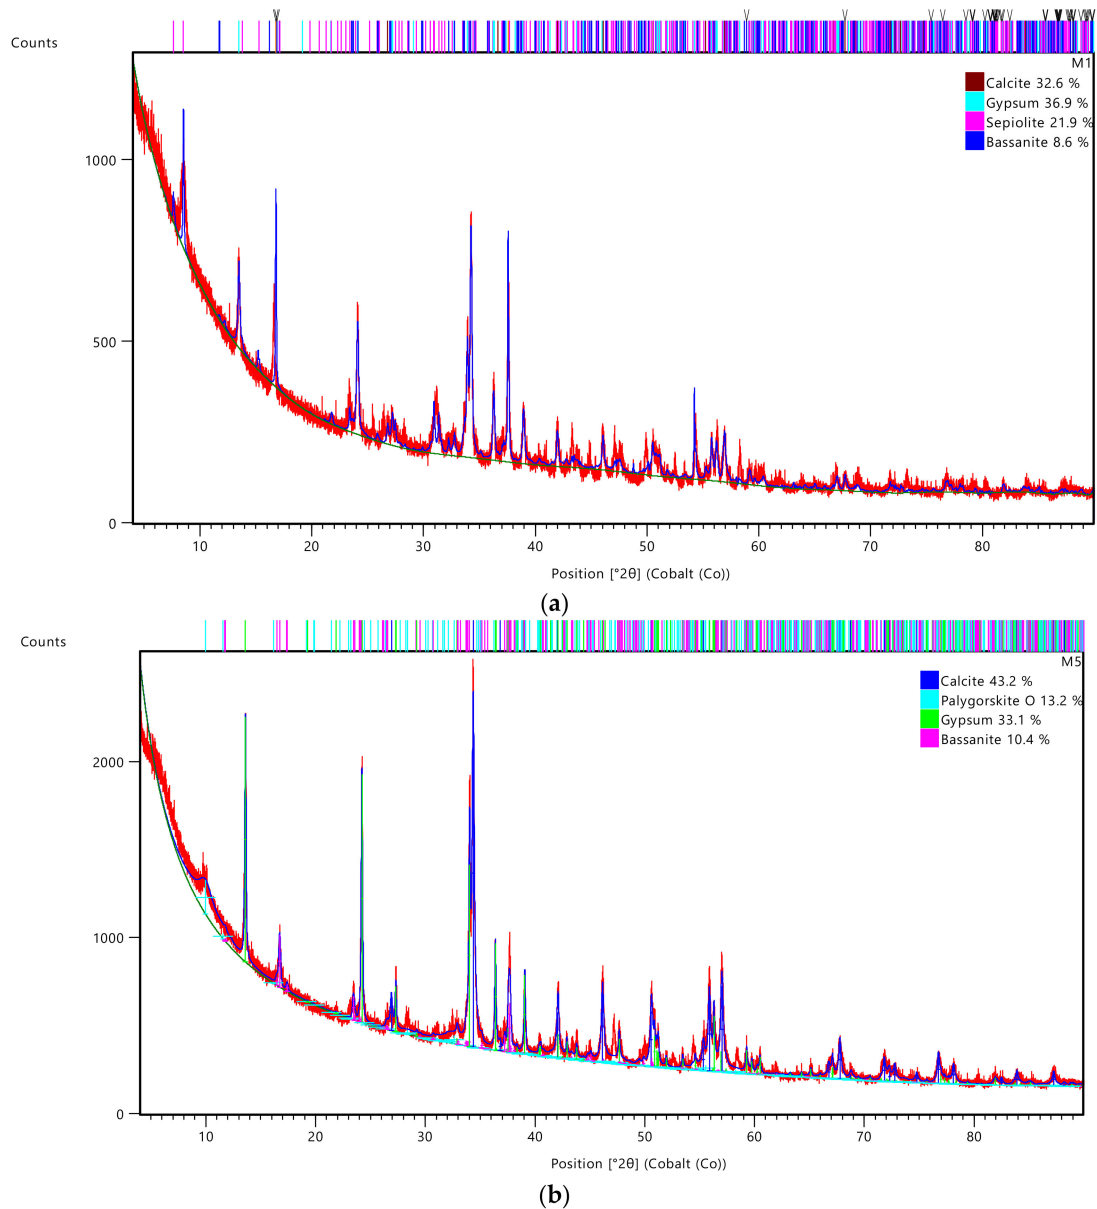 Counts
M1
Calcite 32.6 %
Gypsum 36.9 %
Sepiolite 21.9 %
Bassanite 8.6 %
1000
500
0
10 20 30 40 50 60 70 80
Position [°2θ] (Cobalt (Co))
(a)
Counts
M5
Calcite 43.2 %
Palygorskite O 13.2 %
Gypsum 33.1 %
Bassanite 10.4 %
2000
1000
0
10 20 30 40 50 60 70 80
Position [°2θ] (Cobalt (Co))
(b)